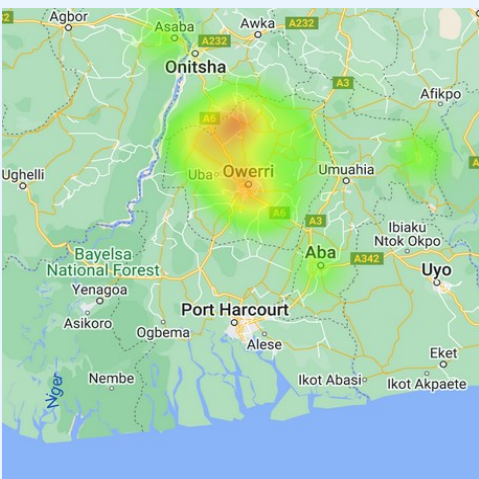 32
Agbor
Asaba
Awka
A232
A232
Onitsha
A3
Afikpo
A6
Ughelli
Uba
Owerri
Umuahia
A6
A3
Ibiaku
Ntok Okpo
Aba
A342
Bayelsa
National Forest
Uyo
Yenagoa
Asikoro
Port Harcourt
Ogbema
Alese
Eket
Nembe
Ikot Abasi
Ikot Akpaete
Niger